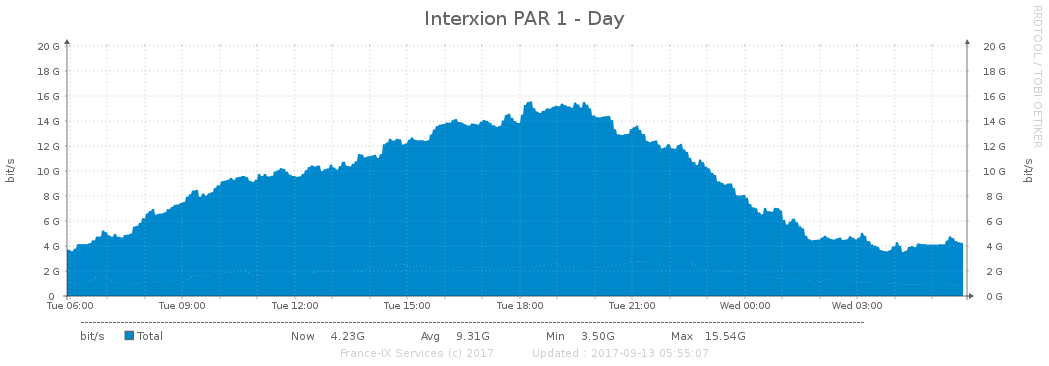 Interxion PAR 1 - Day
RRDTOOL / TOBI OETIKER
bit/s
20 G
18 G
16 G
14 G
12 G
10 G
8 G
6 G
4 G
2 G
0
20 G
18 G
16 G
14 G
12 G
10 G
8 G
6 G
4 G
2 G
0 G
bit/s
Tue 06:00 Tue 09:00 Tue 12:00 Tue 15:00 Tue 18:00 Tue 21:00 Wed 00:00 Wed 03:00
bit/s Total Now 4.23G Avg 9.31G Min 3.50G Max 15.54G
France-IX Services (c) 2017 Updated : 2017-09-13 05:55:07